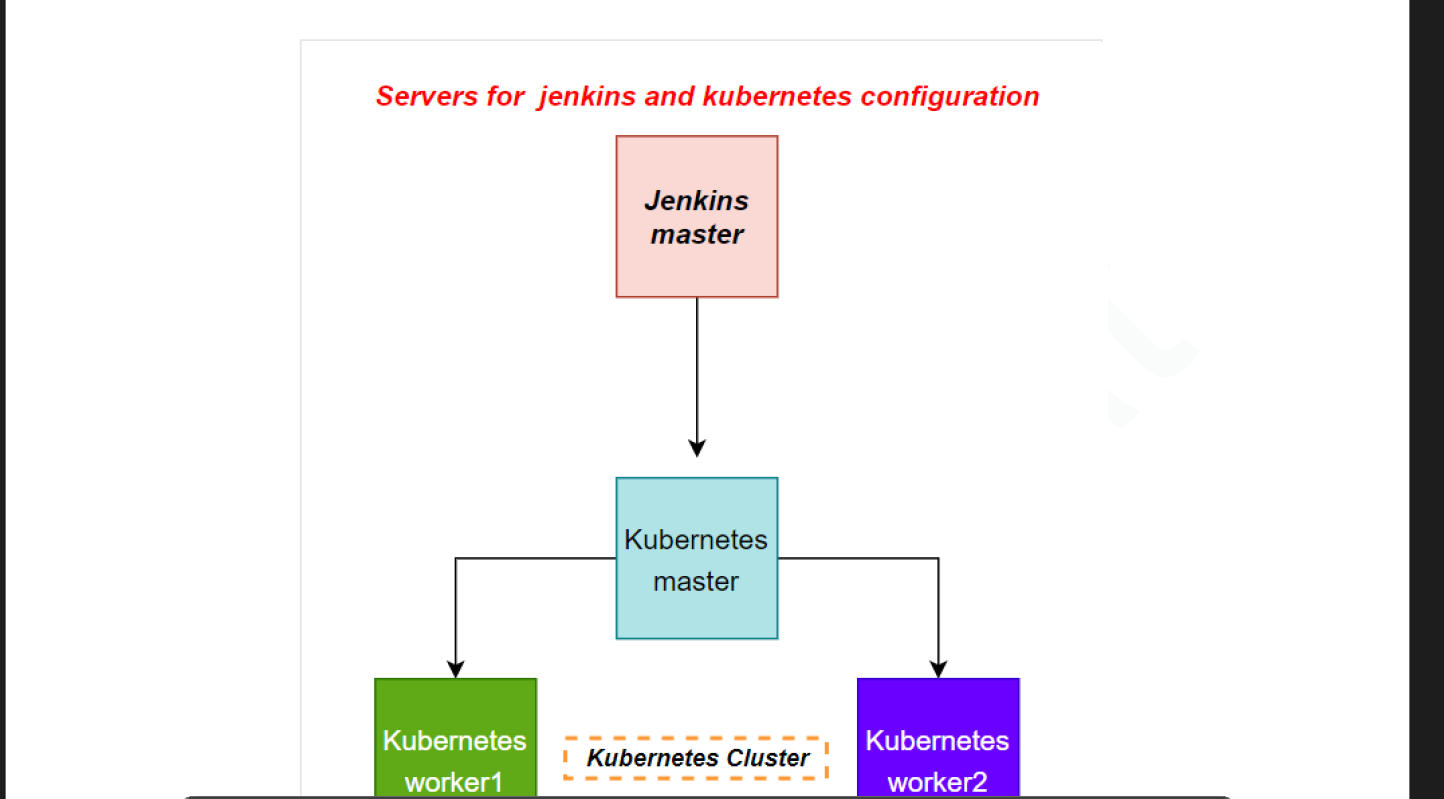 Servers for  jenkins and kubernetes configuration
Jenkins
master
Kubernetes
master
Kubernetes
worker1
Kubernetes Cluster
Kubernetes
worker2